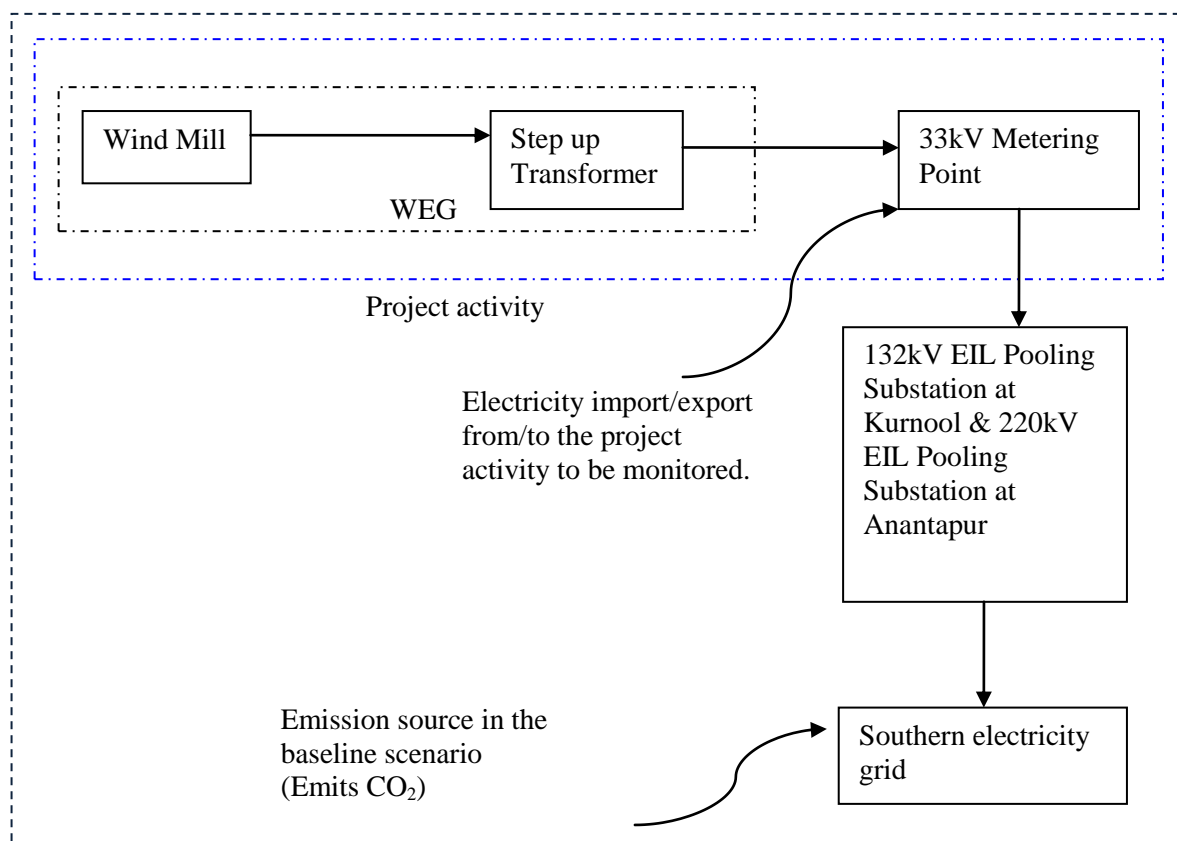 Wind Mill
Step up
Transformer
33kV Metering
Point
WEG
Project activity
132kV EIL Pooling
Substation at
Kurnool & 220kV
EIL Pooling
Substation at
Anantapur
Electricity import/export
from/to the project
activity to be monitored.
Emission source in the
baseline scenario
(Emits CO₂)
Southern electricity
grid